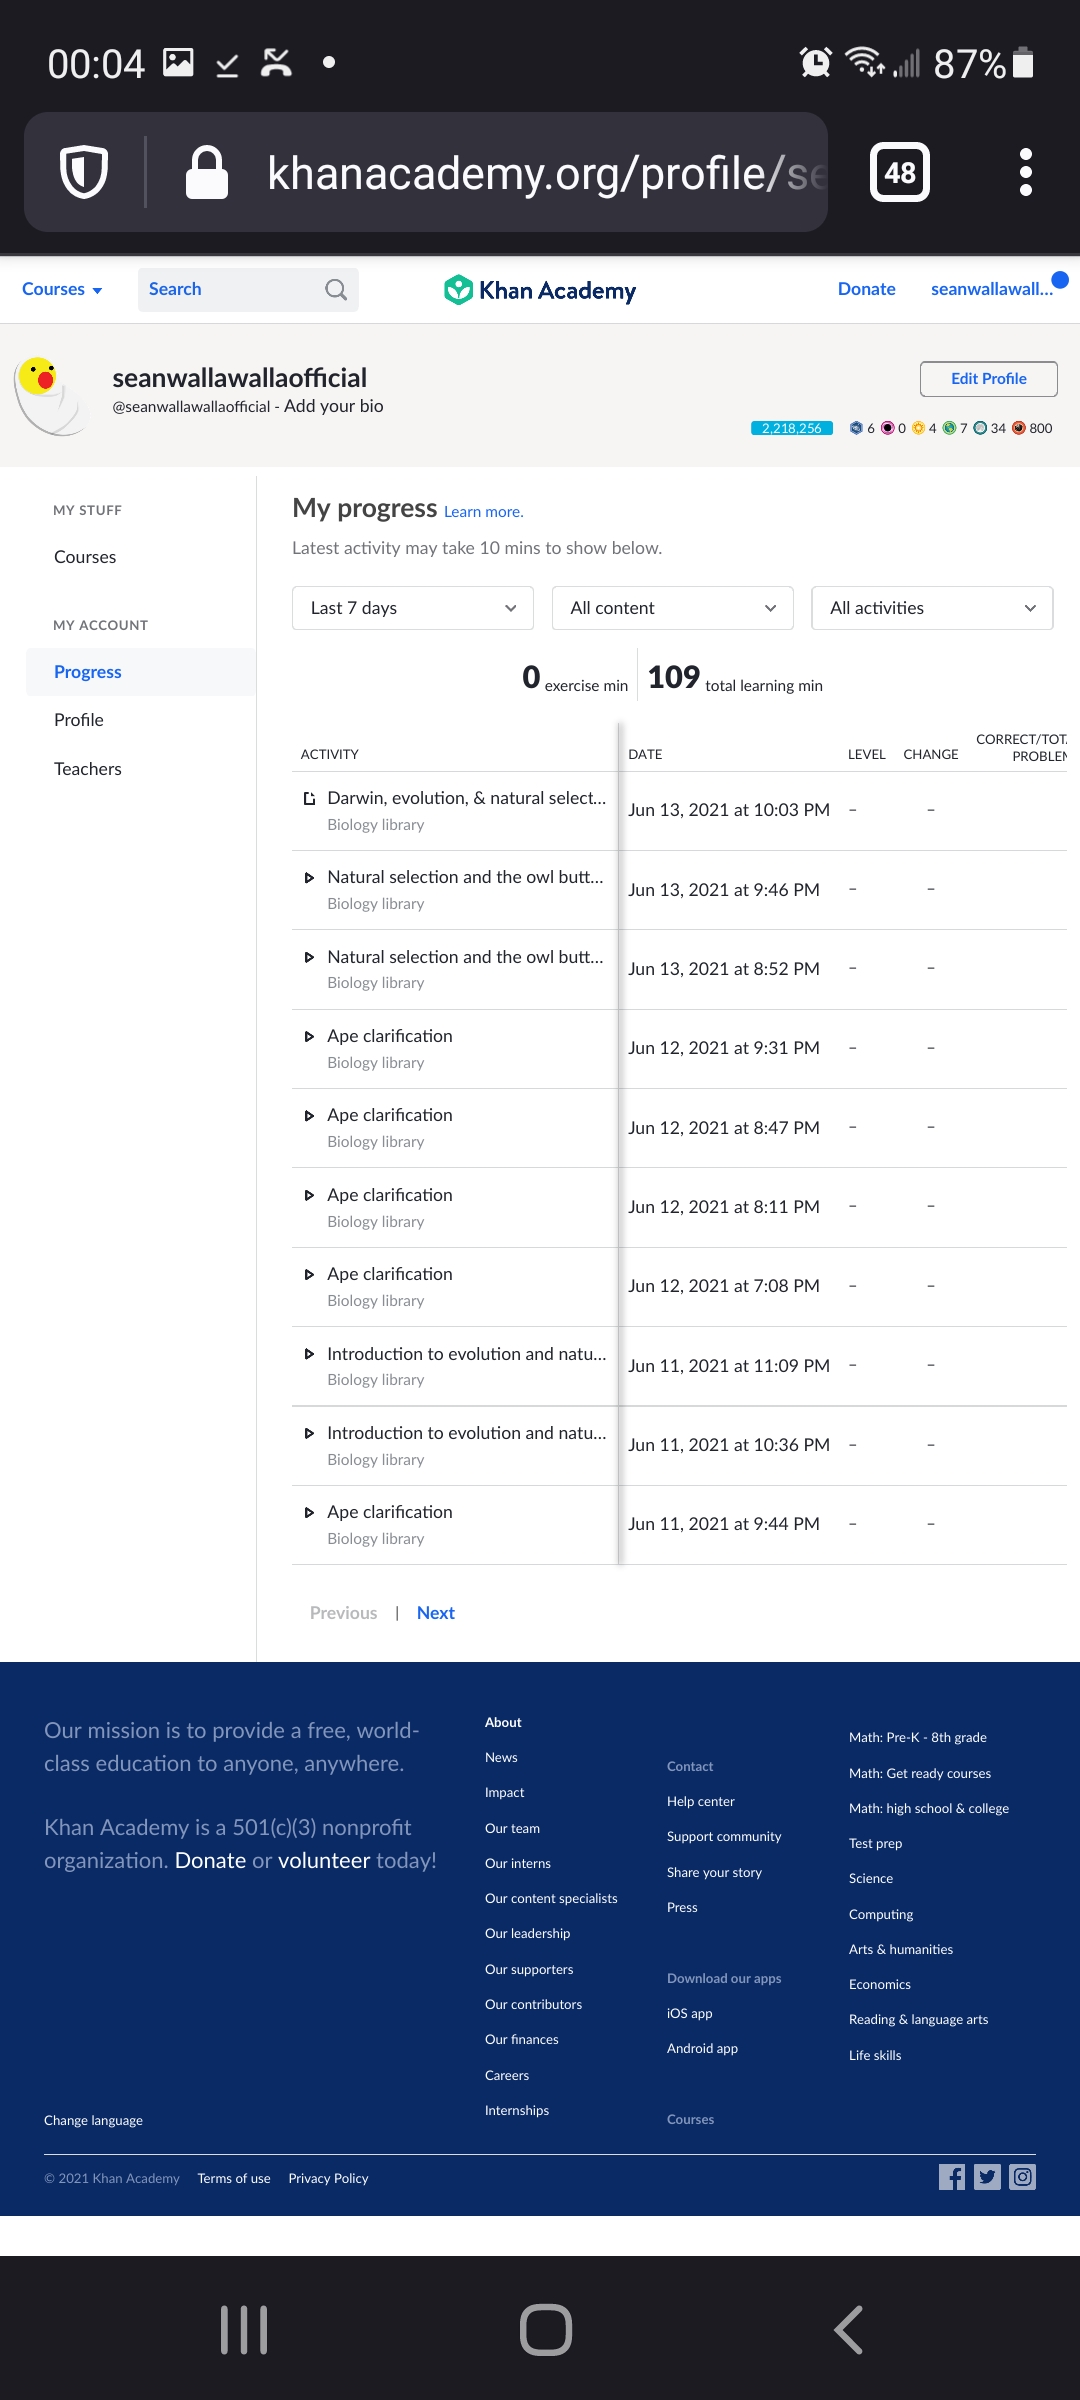 00:04
87%
khanacademy.org/profile/se
48
Courses
Search
Khan Academy
Donate
seanwallawall...
seanwallawallaofficial
@seanwallawallaofficial - Add your bio
Edit Profile
2,218,256 6 0 4 7 34 800
MY STUFF
Courses
MY ACCOUNT
Progress
Profile
Teachers
My progress Learn more.
Latest activity may take 10 mins to show below.
Last 7 days
All content
All activities
0 exercise min
109 total learning min
ACTIVITY DATE LEVEL CHANGE CORRECT/TOTA
PROBLEM
Darwin, evolution, & natural select... Jun 13, 2021 at 10:03 PM – –
Biology library
Natural selection and the owl butt... Jun 13, 2021 at 9:46 PM – –
Biology library
Natural selection and the owl butt... Jun 13, 2021 at 8:52 PM – –
Biology library
Ape clarification Jun 12, 2021 at 9:31 PM – –
Biology library
Ape clarification Jun 12, 2021 at 8:47 PM – –
Biology library
Ape clarification Jun 12, 2021 at 8:11 PM – –
Biology library
Ape clarification Jun 12, 2021 at 7:08 PM – –
Biology library
Introduction to evolution and natu... Jun 11, 2021 at 11:09 PM – –
Biology library
Introduction to evolution and natu... Jun 11, 2021 at 10:36 PM – –
Biology library
Ape clarification Jun 11, 2021 at 9:44 PM – –
Biology library
Previous | Next
Our mission is to provide a free, world-
class education to anyone, anywhere.
Khan Academy is a 501(c)(3) nonprofit
organization. Donate or volunteer today!
About
News
Impact
Our team
Our interns
Our content specialists
Our leadership
Our supporters
Our contributors
Our finances
Careers
Internships
Contact
Help center
Support community
Share your story
Press
Download our apps
iOS app
Android app
Courses
Math: Pre-K - 8th grade
Math: Get ready courses
Math: high school & college
Test prep
Science
Computing
Arts & humanities
Economics
Reading & language arts
Life skills
Change language
© 2021 Khan Academy Terms of use Privacy Policy